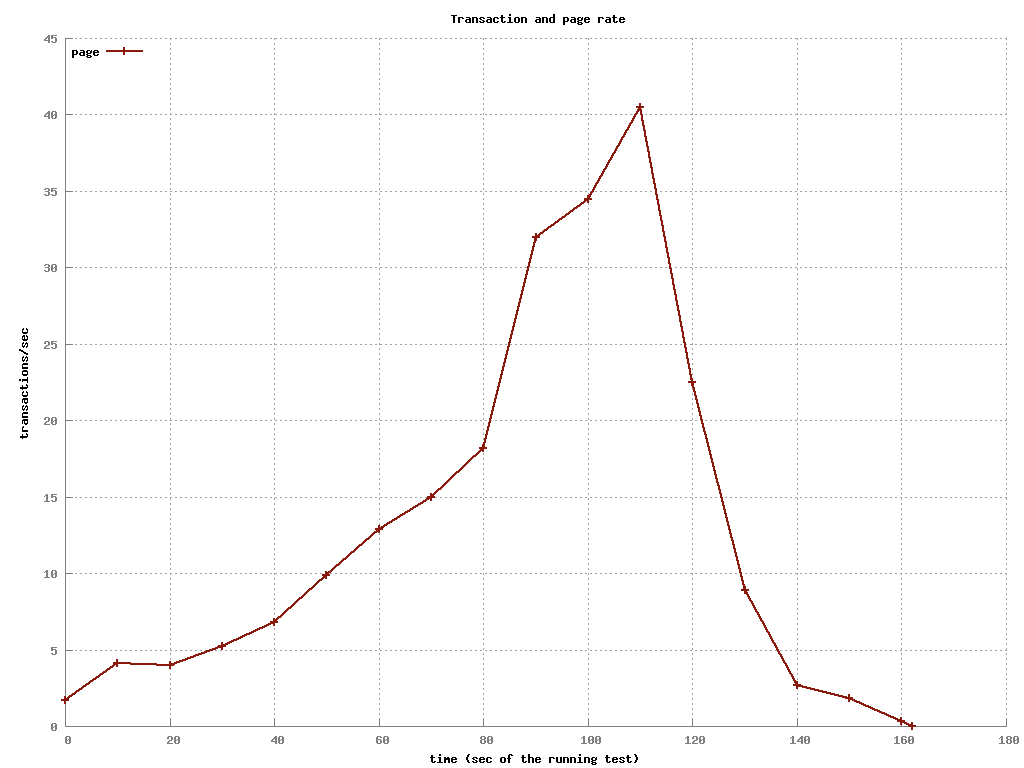 Transaction and page rate
page
45
40
35
30
25
20
15
10
5
0
transactions/sec
0 20 40 60 80 100 120 140 160 180
time (sec of the running test)